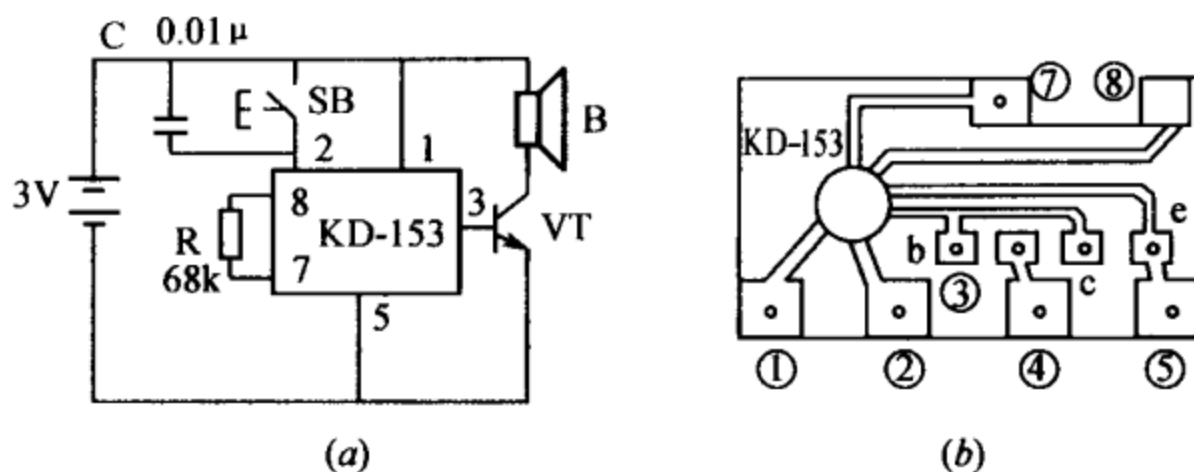 C 0.01μ
SB
B
2 1
3V
8 3
KD-153 VT
R
68k 7
5
(a)
⑦ ⑧
KD-153
e
b
③ c
① ② ④ ⑤
(b)